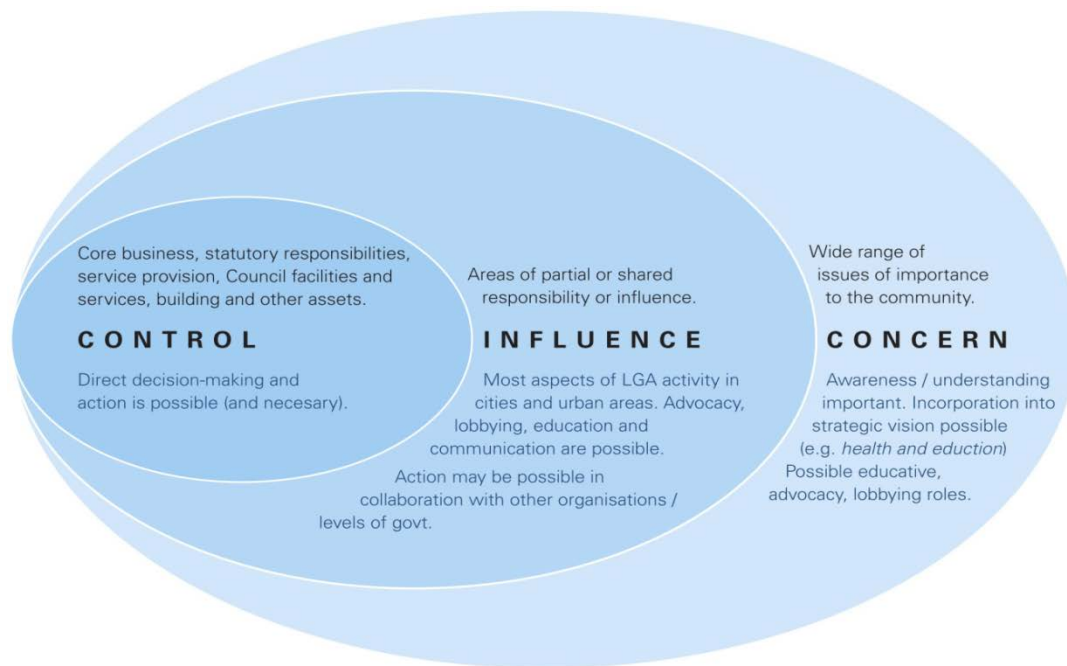 Core business, statutory responsibilities,
service provision, Council facilities and
services, building and other assets.
CONTROL
Direct decision-making and
action is possible (and necesary).
Areas of partial or shared
responsibility or influence.
INFLUENCE
Most aspects of LGA activity in
cities and urban areas. Advocacy,
lobbying, education and
communication are possible.
Action may be possible in
collaboration with other organisations /
levels of govt.
Wide range of
issues of importance
to the community.
CONCERN
Awareness / understanding
important. Incorporation into
strategic vision possible
(e.g. health and eduction)
Possible educative,
advocacy, lobbying roles.